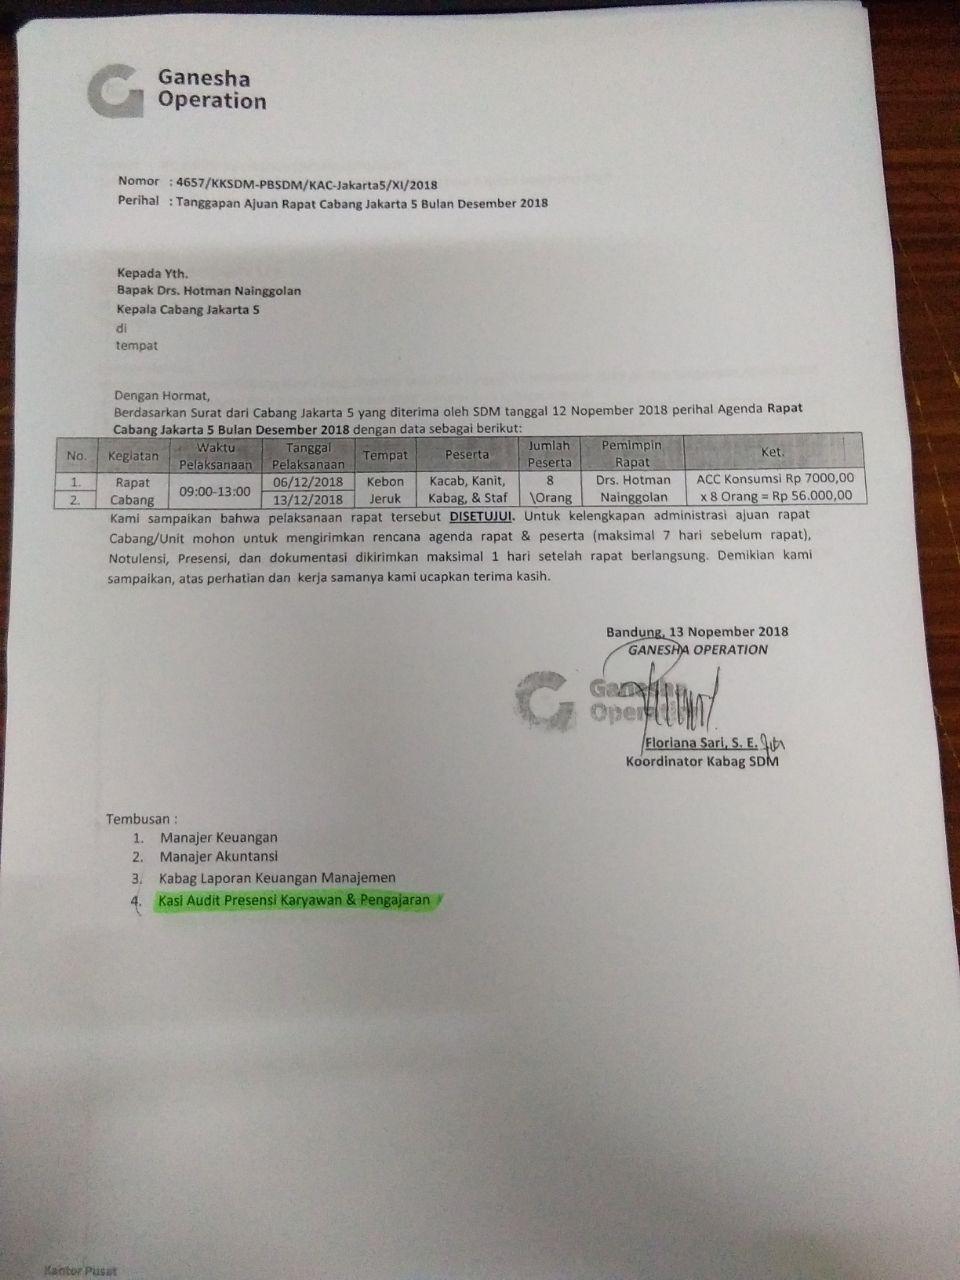 Ganesha
Operation
Nomor : 4657/KKSDM-PBSDM/KAC-Jakarta5/XI/2018
Perihal : Tanggapan Ajuan Rapat Cabang Jakarta 5 Bulan Desember 2018
Kepada Yth.
Bapak Drs. Hotman Nainggolan
Kepala Cabang Jakarta 5
di
tempat
Dengan Hormat,
Berdasarkan Surat dari Cabang Jakarta 5 yang diterima oleh SDM tanggal 12 Nopember 2018 perihal Agenda Rapat
Cabang Jakarta 5 Bulan Desember 2018 dengan data sebagai berikut:
No. Kegiatan Waktu Pelaksanaan Tanggal Pelaksanaan Tempat Peserta Jumlah Peserta Pemimpin Rapat Ket.
1. Rapat 09:00-13:00 06/12/2018 Kebon Kacab, Kanit, 8 Drs. Hotman ACC Konsumsi Rp 7000,00
2. Cabang 13/12/2018 Jeruk Kabag, & Staf \Orang Nainggolan x 8 Orang = Rp 56.000,00
Kami sampaikan bahwa pelaksanaan rapat tersebut DISETUJUI. Untuk kelengkapan administrasi ajuan rapat
Cabang/Unit mohon untuk mengirimkan rencana agenda rapat & peserta (maksimal 7 hari sebelum rapat),
Notulensi, Presensi, dan dokumentasi dikirimkan maksimal 1 hari setelah rapat berlangsung. Demikian kami
sampaikan, atas perhatian dan kerja samanya kami ucapkan terima kasih.
Bandung, 13 Nopember 2018
GANESHA OPERATION
Ganesha
Operation
Floriana Sari, S. E.
Koordinator Kabag SDM
Tembusan :
1. Manajer Keuangan
2. Manajer Akuntansi
3. Kabag Laporan Keuangan Manajemen
4. Kasi Audit Presensi Karyawan & Pengajaran
Kantor Pusat